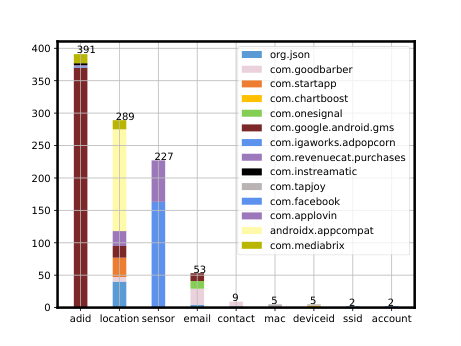 400
350
300
250
200
150
100
50
0
391
289
227
53
9
5
5
2
2
org.json
com.goodbarber
com.startapp
com.chartboost
com.onesignal
com.google.android.gms
com.igaworks.adpopcorn
com.revenuecat.purchases
com.instreamatic
com.tapjoy
com.facebook
com.applovin
androidx.appcompat
com.mediabrix
adid location sensor email contact mac deviceid ssid account